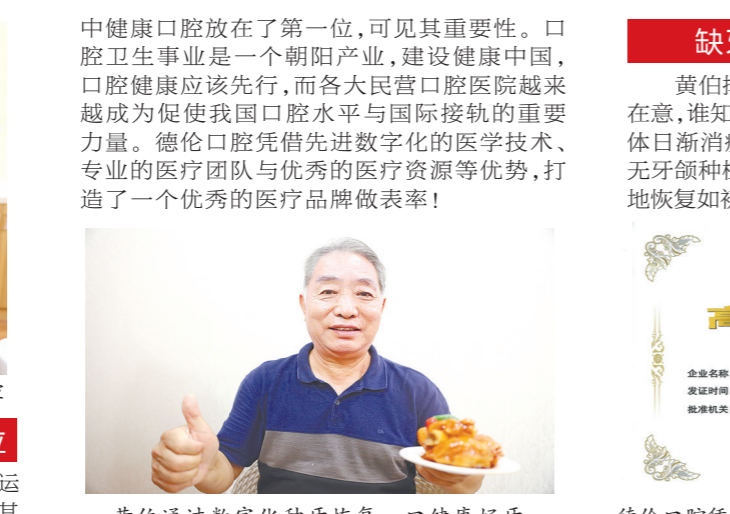 中健康口腔放在了第一位，可见其重要性。口
腔卫生事业是一个朝阳产业，建设健康中国，
口腔健康应该先行，而各大民营口腔医院越来
越成为促使我国口腔水平与国际接轨的重要
力量。德伦口腔凭借先进数字化的医学技术、
专业的医疗团队与优秀的医疗资源等优势，打
造了一个优秀的医疗品牌做表率！
运
缺
黄伯
在意，谁知
体日渐消
无牙颌种
地恢复如
高
企业名称
发证时间
批准机关